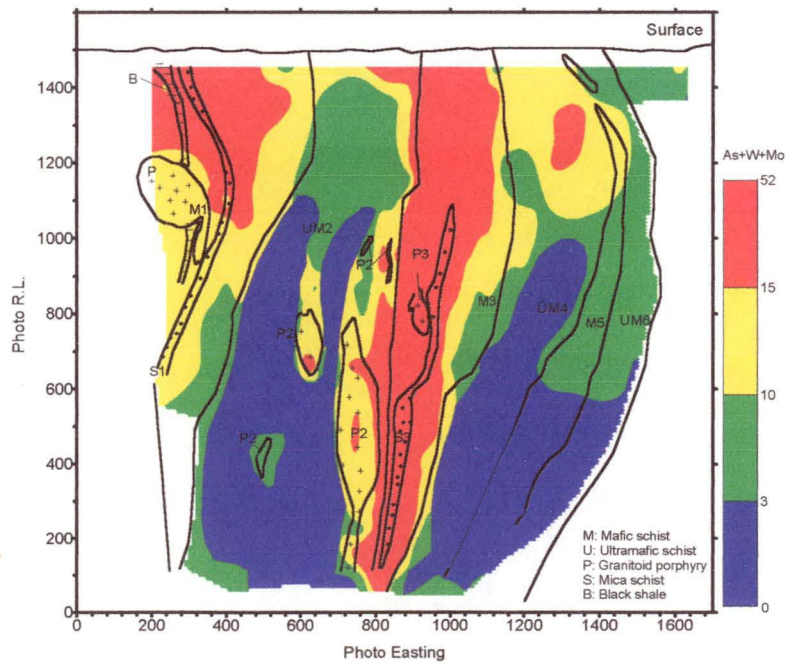 Surface
1400
1200
1000
800
600
400
200
0
Photo R.L.
0
200
400
600
800
1000
1200
1400
1600
Photo Easting
B
P
M1
S1
UM2
P2
P2
P2
P2
P3
S3
M3
UM4
M5
UM6
As+W+Mo
52
15
10
3
0
M: Mafic schist
U: Ultramafic schist
P: Granitoid porphyry
S: Mica schist
B: Black shale